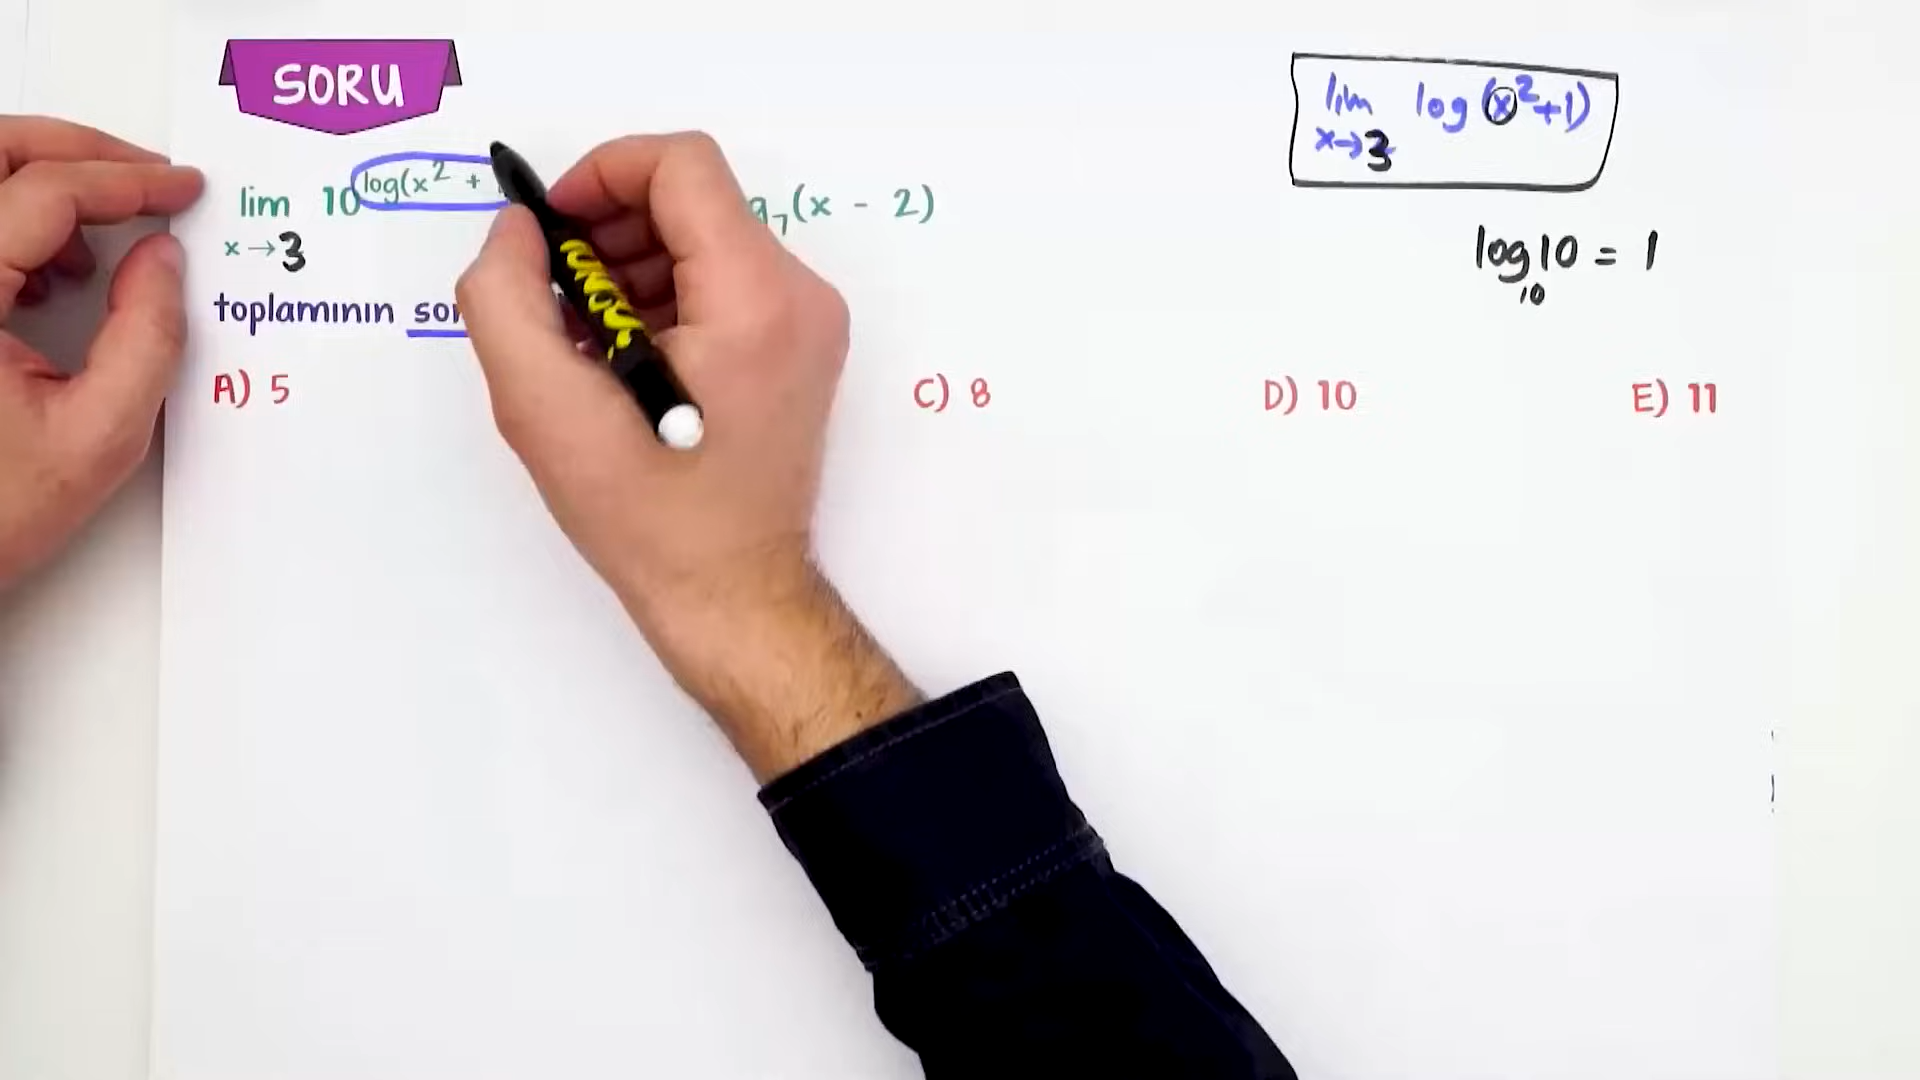 SORU
lim 10 log(x² + g₇(x - 2)
x → 3
toplamının
A) 5 C) 8 D) 10 E) 11
lim log (x²+1)
x→3
log₁₀10 = 1